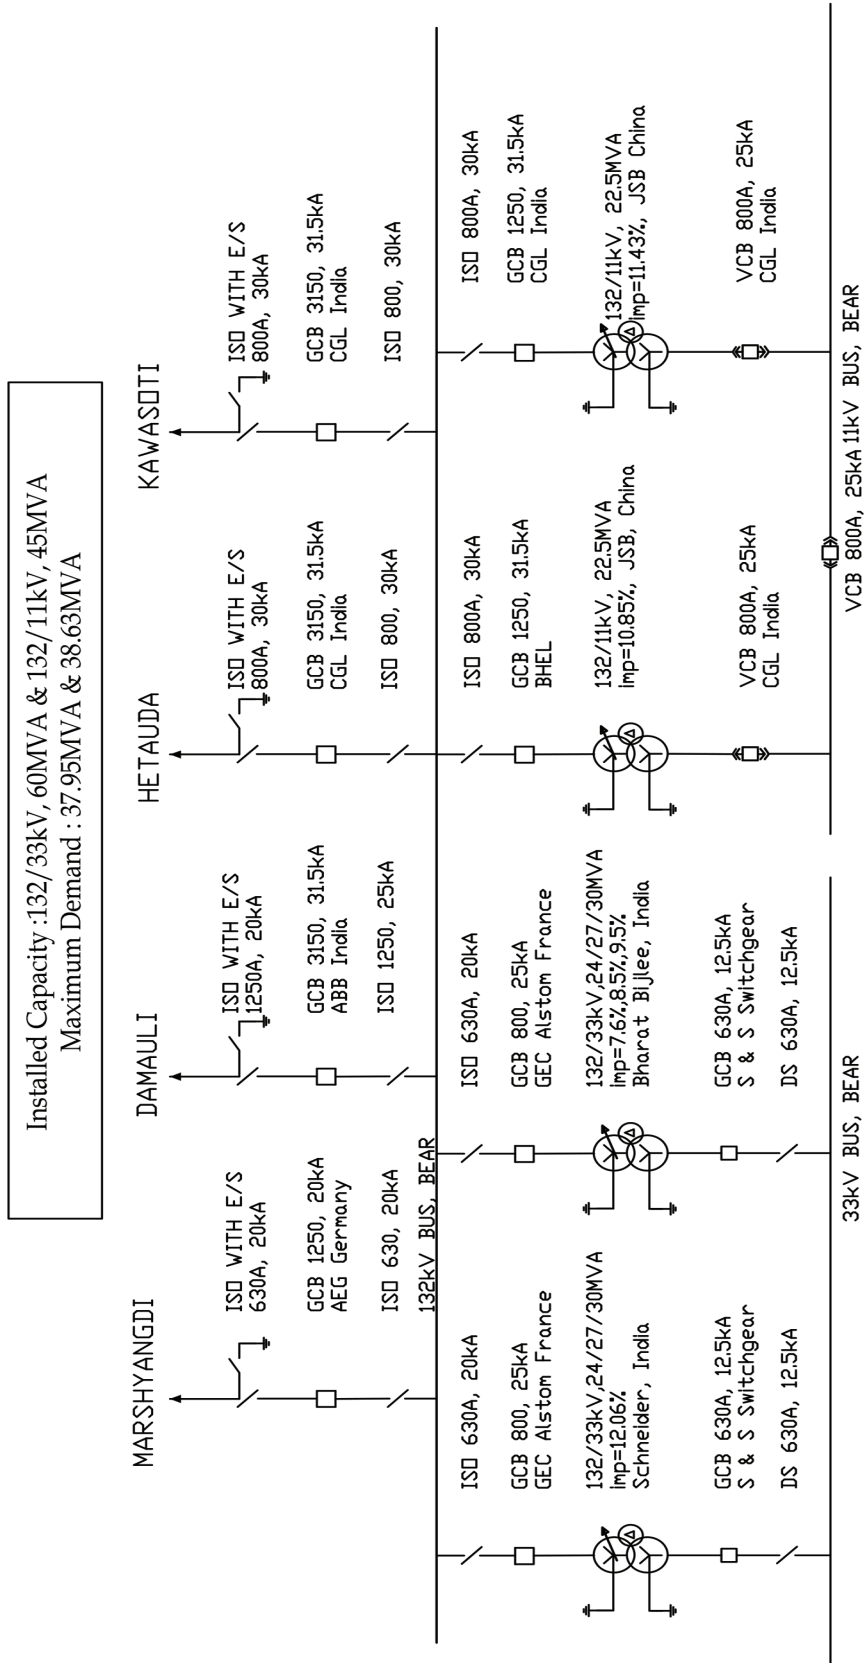 Installed Capacity :132/33kV, 60MVA & 132/11kV, 45MVA
Maximum Demand : 37.95MVA & 38.63MVA
MARSHYANGDI
DAMAULI
HETAUDA
KAWASOTI
ISO WITH E/S
630A, 20kA
ISO WITH E/S
1250A, 20kA
ISO WITH E/S
800A, 30kA
ISO WITH E/S
800A, 30kA
GCB 1250, 20kA
AEG Germany
GCB 3150, 31.5kA
ABB India
GCB 3150, 31.5kA
CGL India
GCB 3150, 31.5kA
CGL India
ISO 630, 20kA
ISO 1250, 25kA
ISO 800, 30kA
ISO 800, 30kA
132kV BUS, BEAR
ISO 630A, 20kA
ISO 630A, 20kA
ISO 800A, 30kA
ISO 800A, 30kA
GCB 800, 25kA
GEC Alstom France
GCB 800, 25kA
GEC Alstom France
GCB 1250, 31.5kA
BHEL
GCB 1250, 31.5kA
CGL India
132/33kV,24/27/30MVA
imp=12.06%
Schneider, India
132/33kV,24/27/30MVA
imp=7.6%,8.5%,9.5%
Bharat Bijlee, India
132/11kV, 22.5MVA
imp=10.85%, JSB, China
132/11kV, 22.5MVA
imp=11.43%, JSB China
GCB 630A, 12.5kA
S & S Switchgear
GCB 630A, 12.5kA
S & S Switchgear
VCB 800A, 25kA
CGL India
VCB 800A, 25kA
CGL India
DS 630A, 12.5kA
DS 630A, 12.5kA
33kV BUS, BEAR
VCB 800A, 25kA
11kV BUS, BEAR